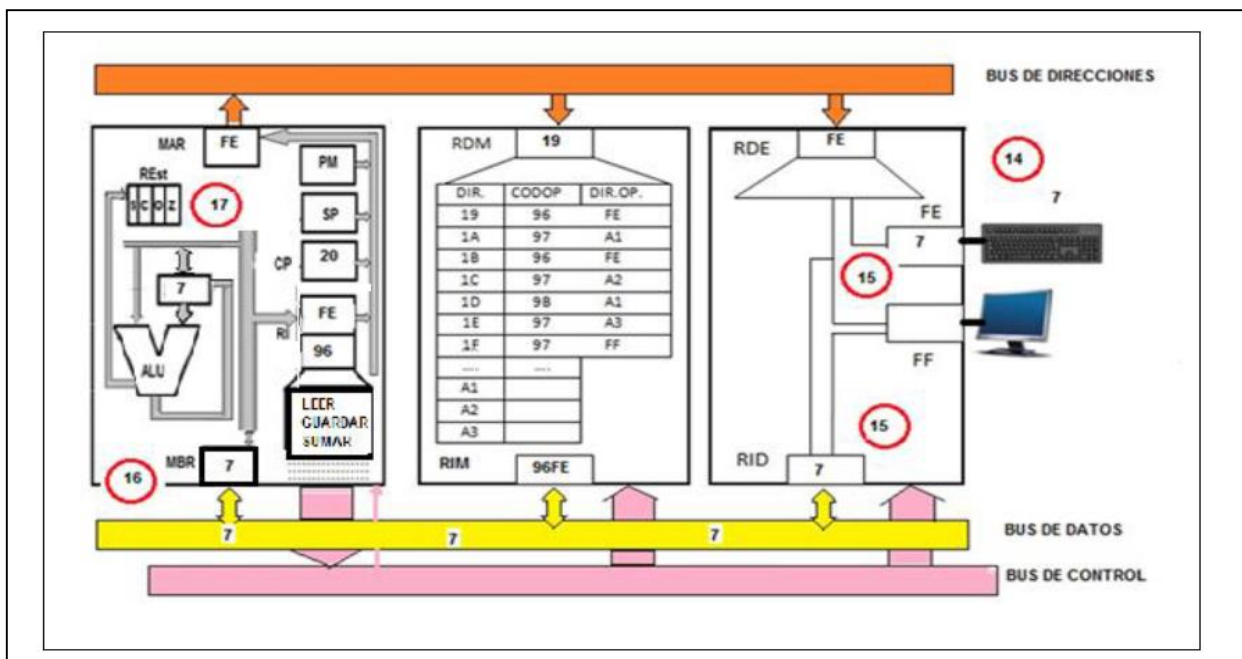 BUS DE DIRECCIONES
MAR FE
REst
S C O Z
17
PM
SP
CP 20
7
RI FE
96
ALU
LEER
GUARDAR
SUMAR
MBR 7
16
RDM 19
DIR. CODOP DIR.OP.
19 96 FE
1A 97 A1
1B 96 FE
1C 97 A2
1D 98 A1
1E 97 A3
1F 97 FF
.... ....
A1
A2
A3
RIM 96FE
RDE FE
14
7
FE
7
15
FF
15
RID 7
7 7 7
BUS DE DATOS
BUS DE CONTROL